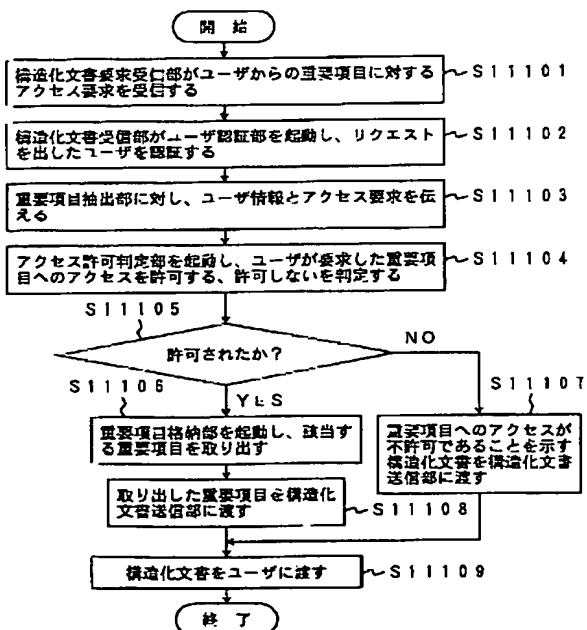 開 始
構造化文書要求受信部がユーザからの重要項目に対する
アクセス要求を受信する
S11101
構造化文書受信部がユーザ認証部を起動し、リクエスト
を出したユーザを認証する
S11102
重要項目抽出部に対し、ユーザ情報とアクセス要求を伝
える
S11103
アクセス許可判定部を起動し、ユーザが要求した重要項
目へのアクセスを許可する、許可しないを判定する
S11104
S11105
許可されたか?
NO
S11106
YES
S11107
重要項目格納部を起動し、該当す
る重要項目を取り出す
重要項目へのアクセスが
不許可であることを示す
構造化文書を構造化文書
送信部に渡す
取り出した重要項目を構造化
文書送信部に渡す
S11108
構造化文書をユーザに渡す
S11109
終 了